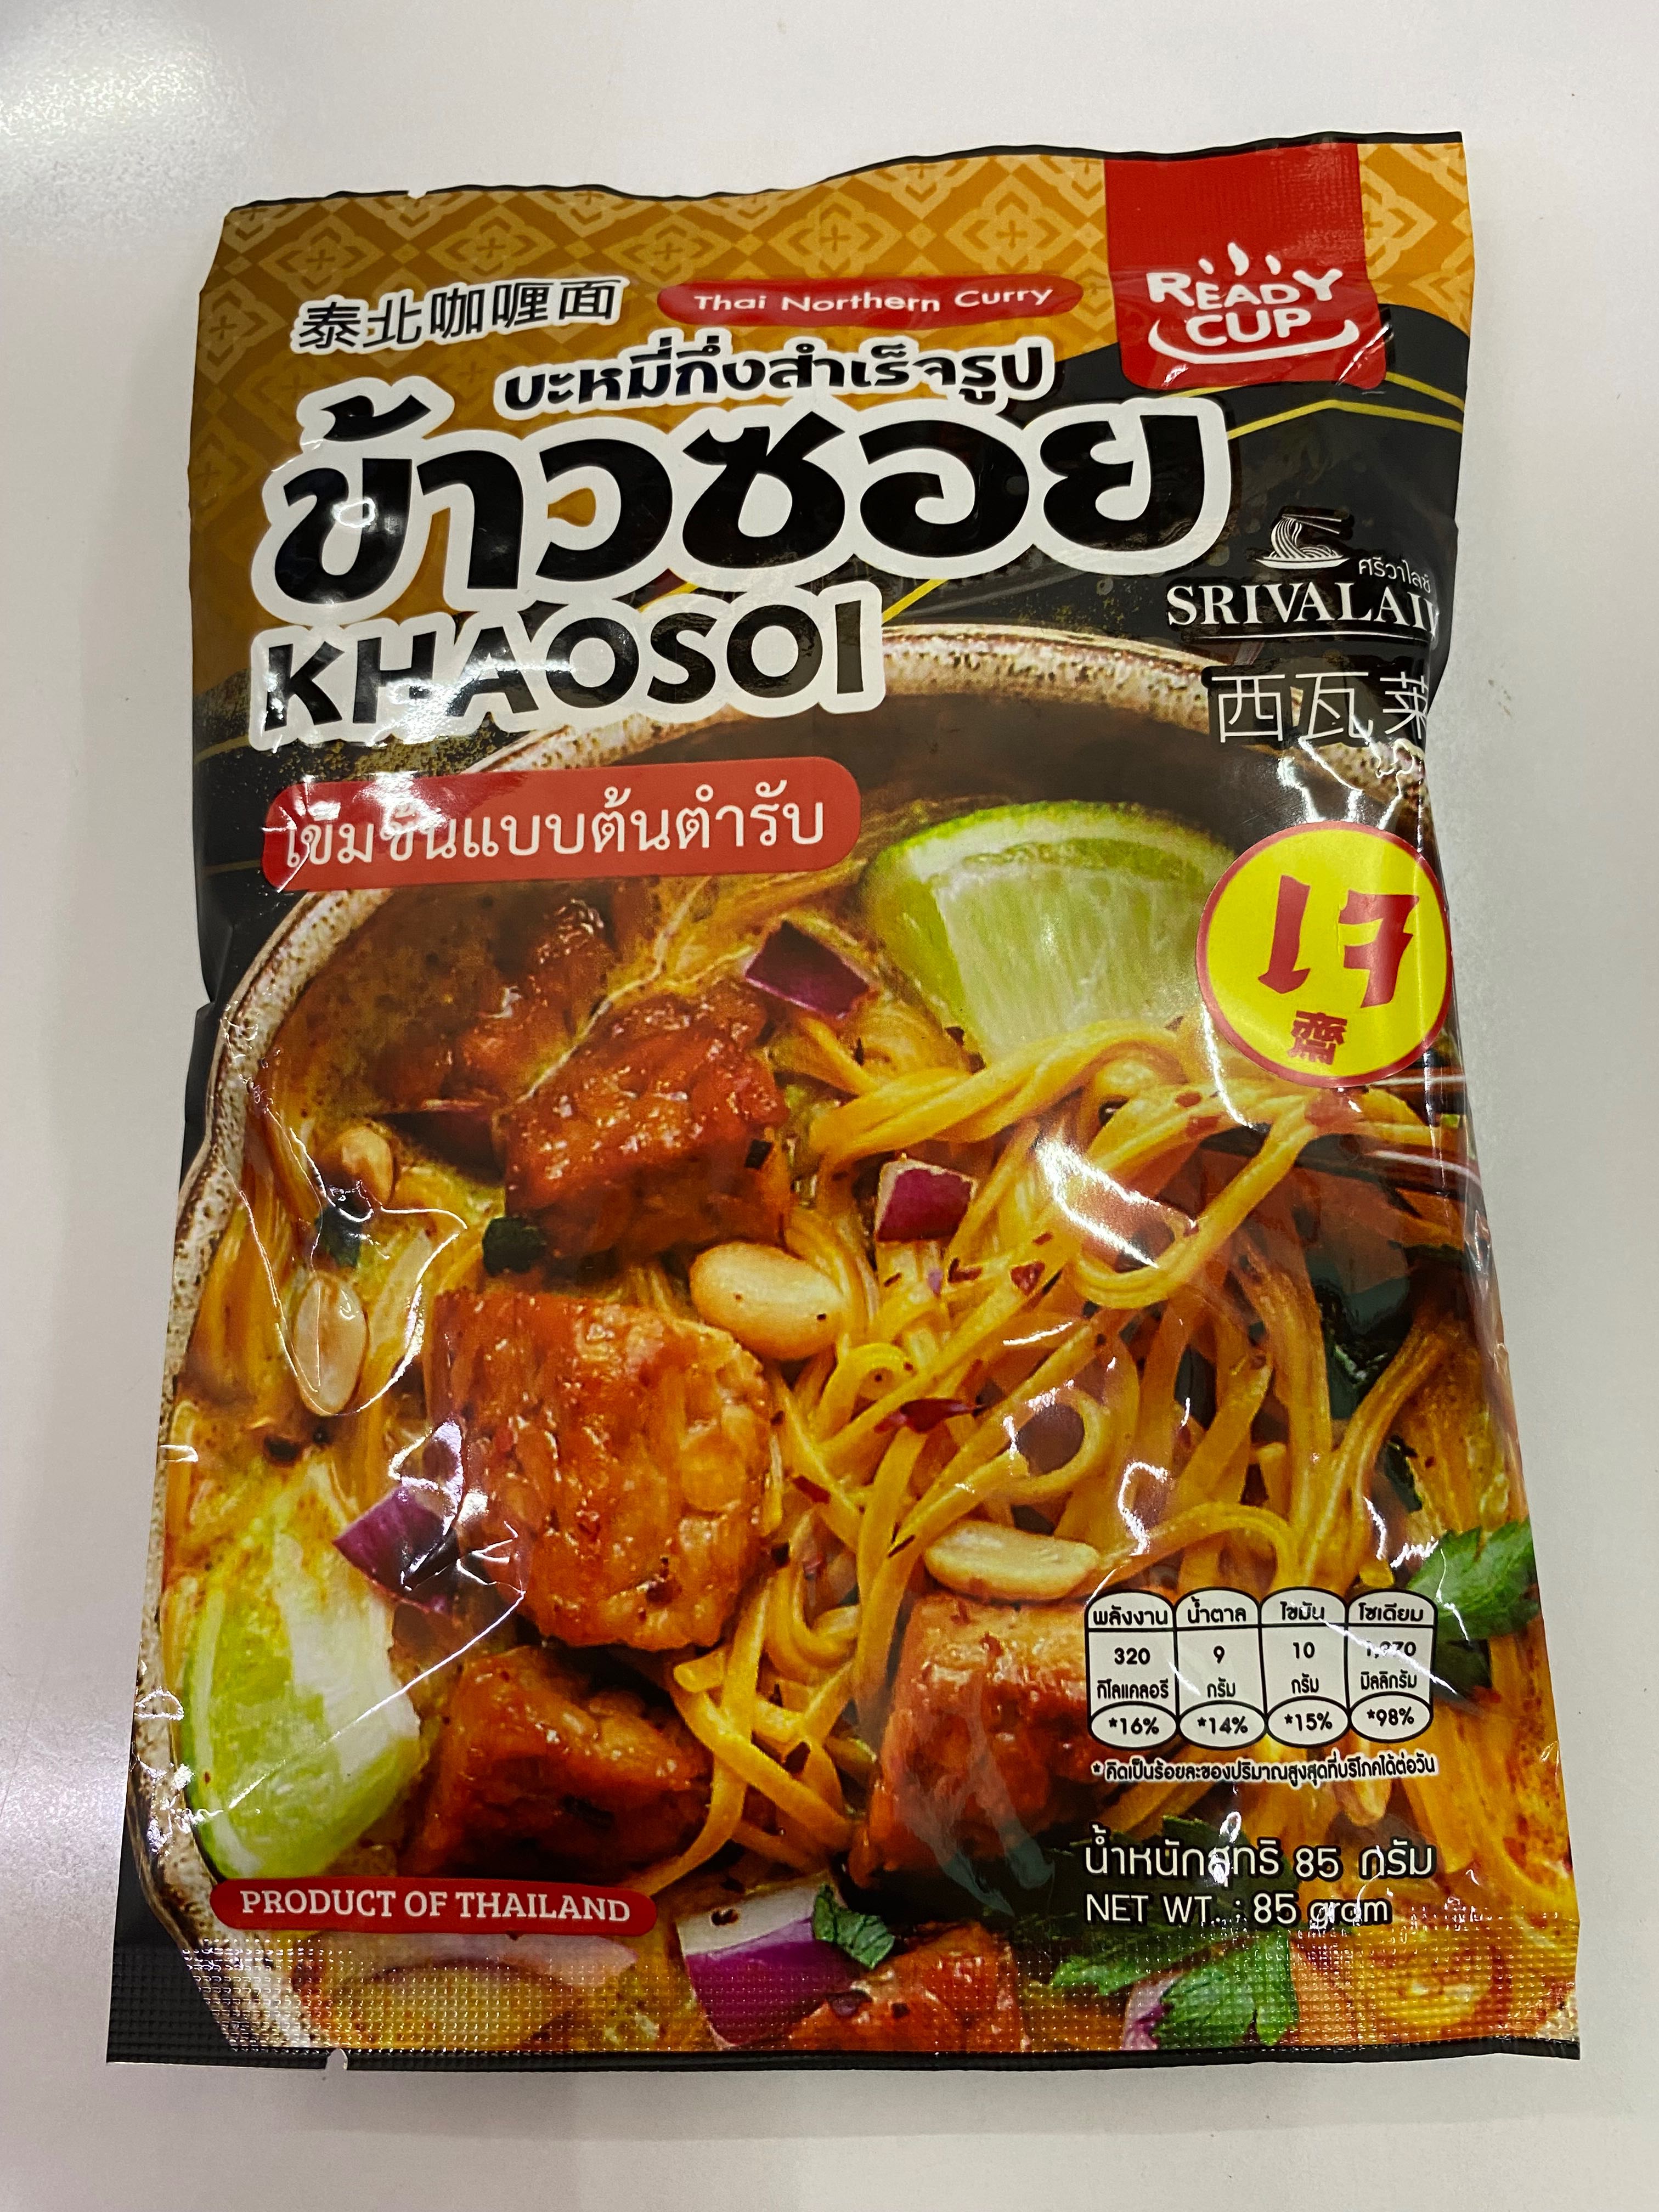 泰北咖喱面
Thai Northern Curry
READY
CUP
บะหมี่กึ่งสำเร็จรูป
ข้าวซอย
KHAOSOI
ศรีวาไลซ์
SRIVALAI
西瓦莱
เข้มข้นแบบต้นตำรับ
เจ
齋
พลังงาน น้ำตาล ไขมัน โซเดียม
320 9 10
กิโลแคลอรี กรัม กรัม มิลลิกรัม
*16% *14% *15% *98%
*คิดเป็นร้อยละของปริมาณสูงสุดที่บริโภคได้ต่อวัน
น้ำหนักสุทธิ 85 กรัม
NET WT. : 85 gram
PRODUCT OF THAILAND